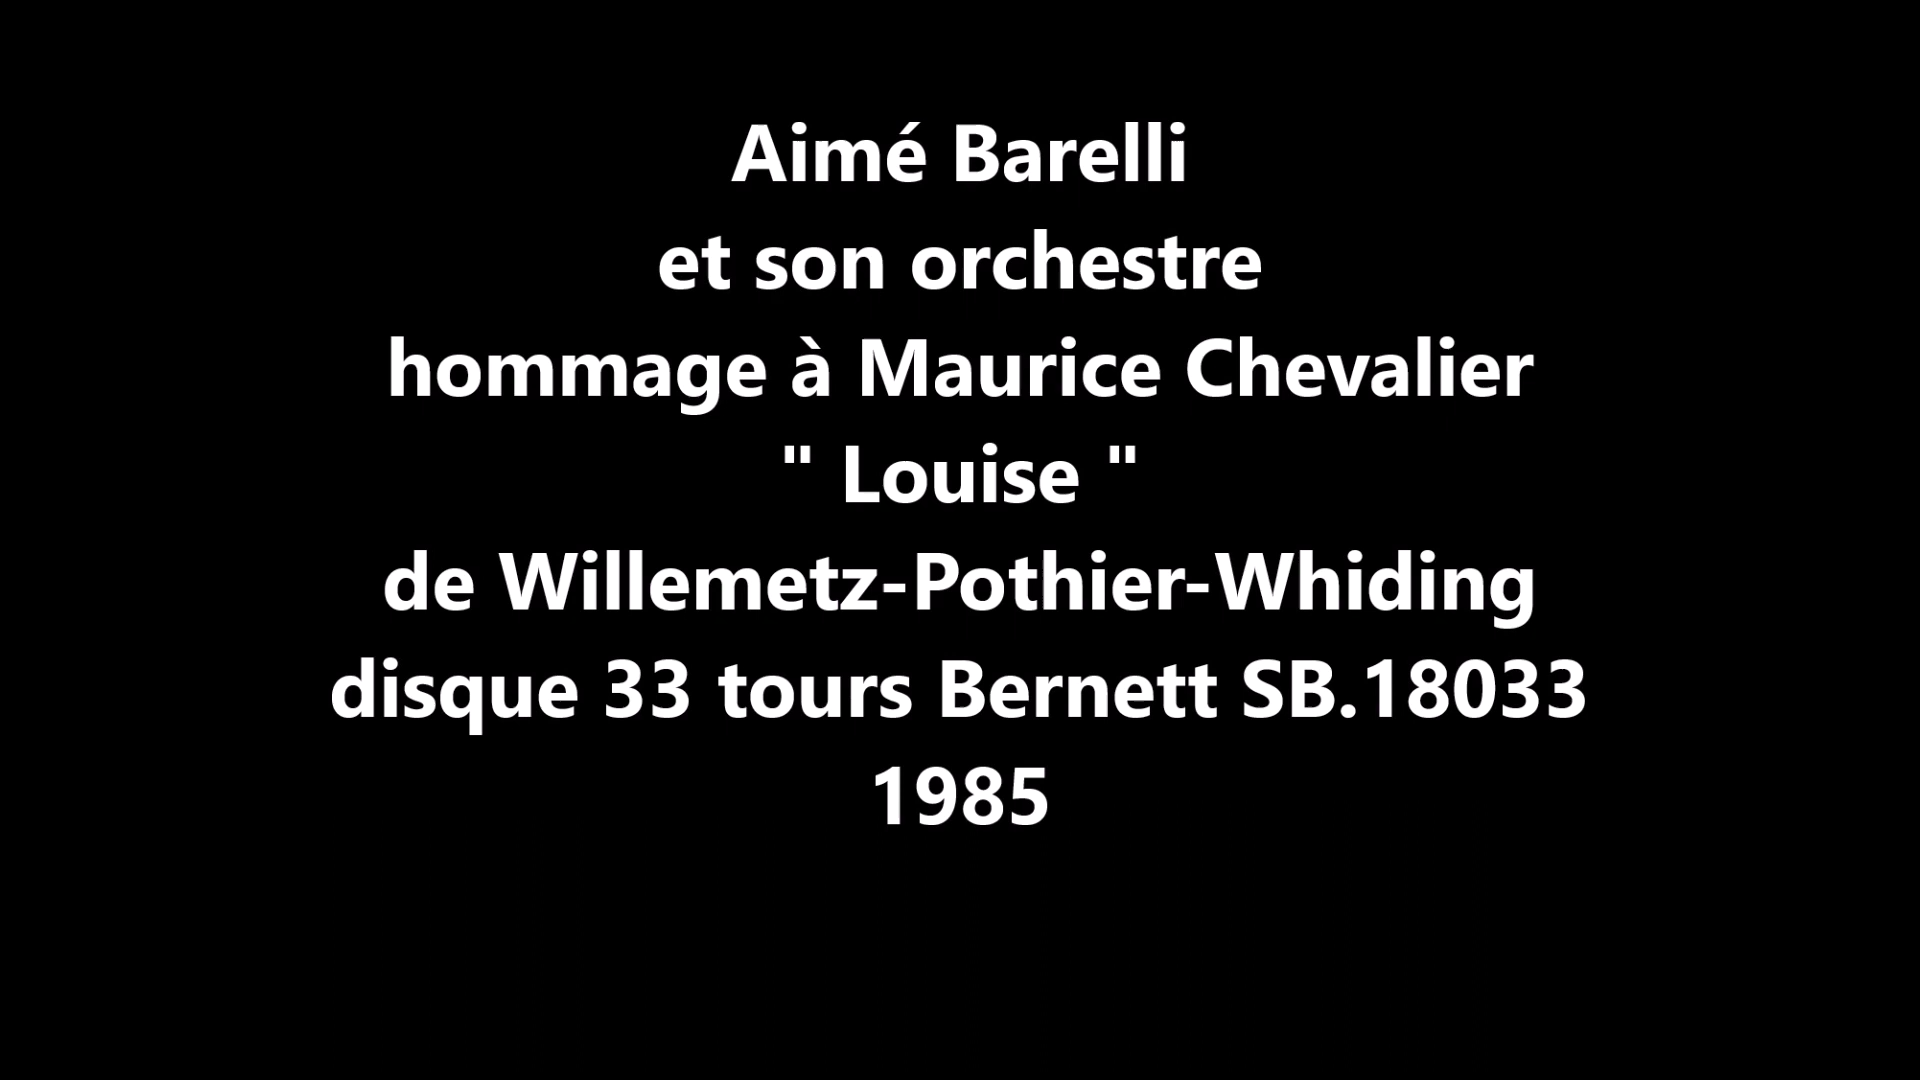 Aimé Barelli
et son orchestre
hommage à Maurice Chevalier
" Louise "
de Willemetz-Pothier-Whiding
disque 33 tours Bernett SB.18033
1985